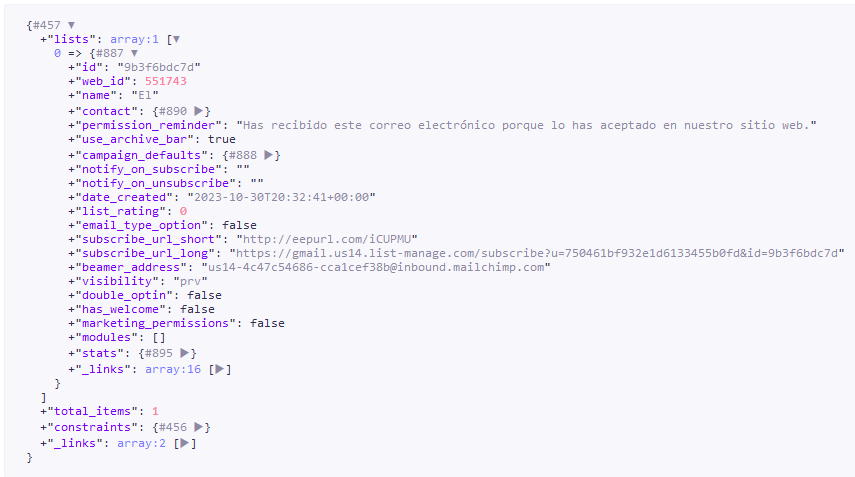 {#457 ▼
+"lists": array:1 [▼
0 => {#887 ▼
+"id": "9b3f6bdc7d"
+"web_id": 551743
+"name": "El"
+"contact": {#890 ▶}
+"permission_reminder": "Has recibido este correo electrónico porque lo has aceptado en nuestro sitio web."
+"use_archive_bar": true
+"campaign_defaults": {#888 ▶}
+"notify_on_subscribe": ""
+"notify_on_unsubscribe": ""
+"date_created": "2023-10-30T20:32:41+00:00"
+"list_rating": 0
+"email_type_option": false
+"subscribe_url_short": "http://eepurl.com/iCUPMU"
+"subscribe_url_long": "https://gmail.us14.list-manage.com/subscribe?u=750461bf932e1d6133455b0fd&id=9b3f6bdc7d"
+"beamer_address": "us14-4c47c54686-cca1cef38b@inbound.mailchimp.com"
+"visibility": "prv"
+"double_optin": false
+"has_welcome": false
+"marketing_permissions": false
+"modules": []
+"stats": {#895 ▶}
+"_links": array:16 [▶]
}
]
+"total_items": 1
+"constraints": {#456 ▶}
+"_links": array:2 [▶]
}